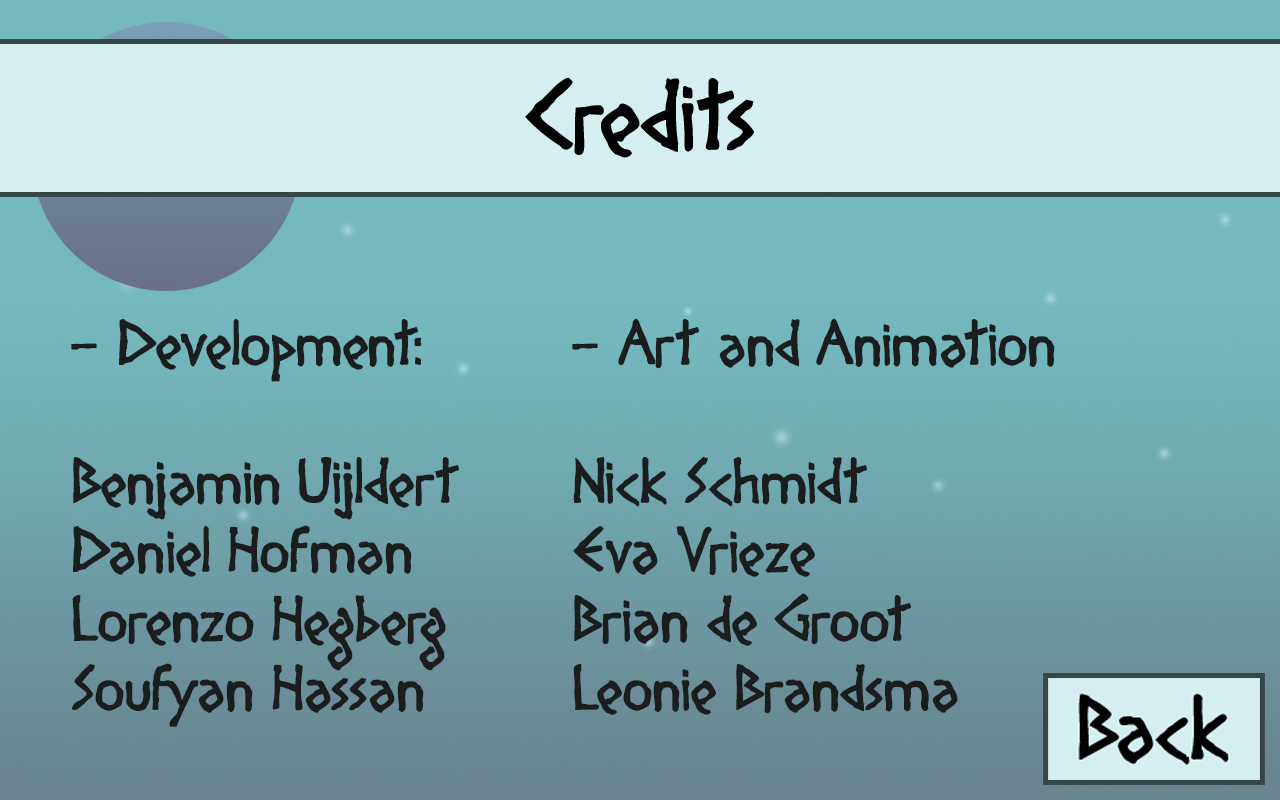 Credits
- Development:
Benjamin Uijldert
Daniel Hofman
Lorenzo Hegberg
Soufyan Hassan
- Art and Animation
Nick Schmidt
Eva Vrieze
Brian de Groot
Leonie Brandsma
Back